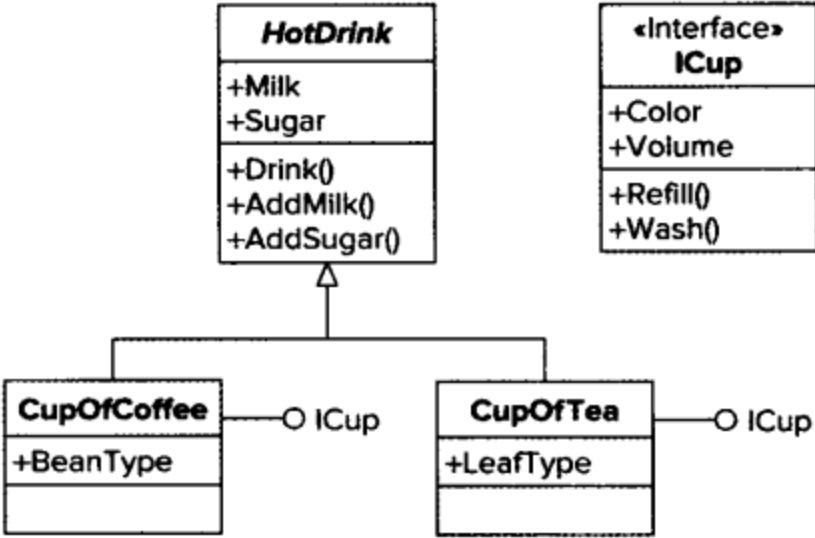 HotDrink
+Milk
+Sugar
+Drink()
+AddMilk()
+AddSugar()
«Interface»
ICup
+Color
+Volume
+Refill()
+Wash()
CupOfCoffee
+BeanType
ICup
CupOfTea
+LeafType
ICup